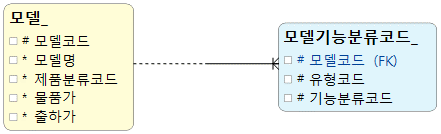 모델_
# 모델코드
* 모델명
* 제품분류코드
* 물품가
* 출하가
모델기능분류코드_
# 모델코드 (FK)
# 유형코드
# 기능분류코드